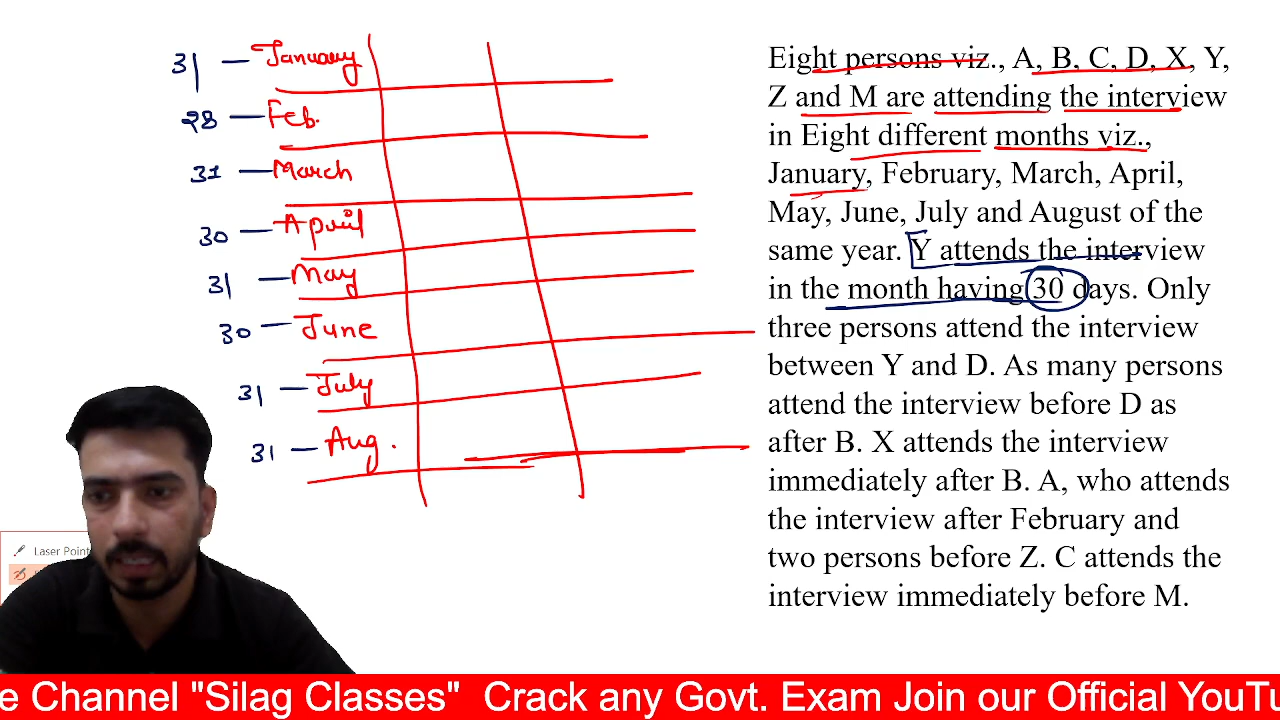 31 — January
28 — Feb.
31 — March
30 — April
31 — May
30 — June
31 — July
31 — Aug.
Eight persons viz., A, B, C, D, X, Y,
Z and M are attending the interview
in Eight different months viz.,
January, February, March, April,
May, June, July and August of the
same year. Y attends the interview
in the month having 30 days. Only
three persons attend the interview
between Y and D. As many persons
attend the interview before D as
after B. X attends the interview
immediately after B. A, who attends
the interview after February and
two persons before Z. C attends the
interview immediately before M.
Laser Point
e Channel "Silag Classes" Crack any Govt. Exam Join our Official YouTu